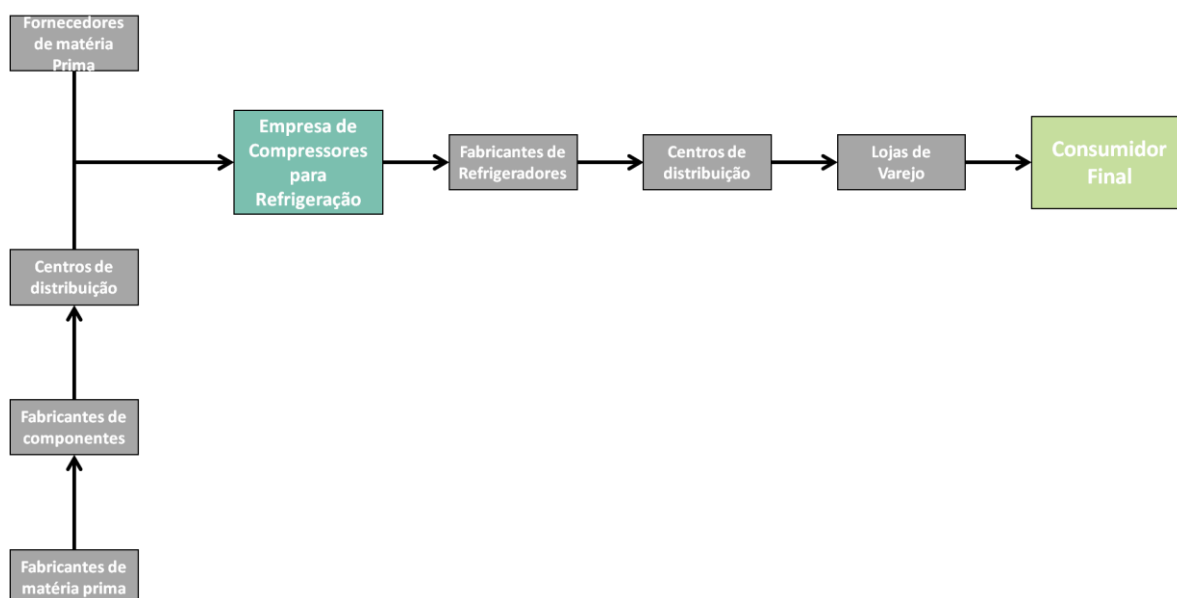 Fornecedores
de matéria
Prima
Empresa de
Compressores
para
Refrigeração
Fabricantes de
Refrigeradores
Centros de
distribuição
Lojas de
Varejo
Consumidor
Final
Centros de
distribuição
Fabricantes de
componentes
Fabricantes de
matéria prima